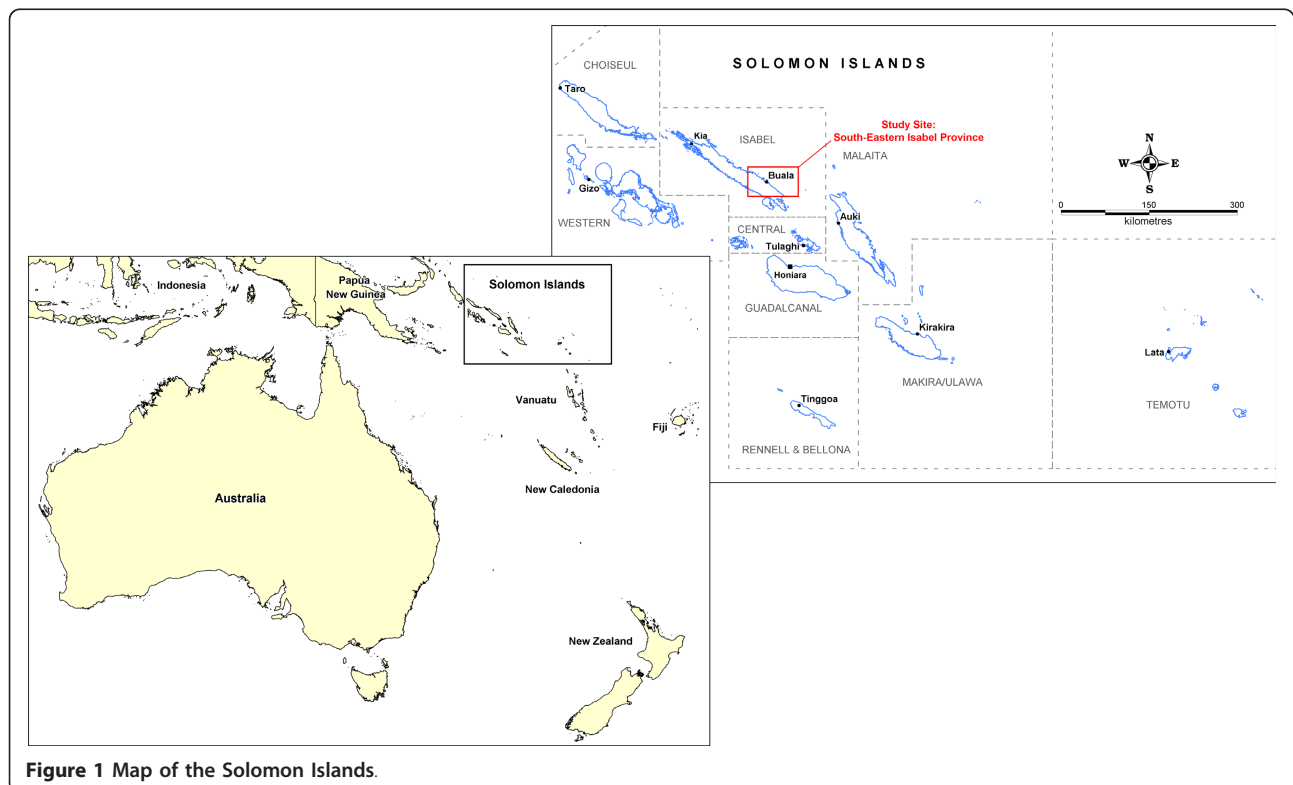 SOLOMON ISLANDS
CHOISEUL
Taro
Kia
ISABEL
Study Site:
South-Eastern Isabel Province
MALAITA
Buala
Gizo
WESTERN
Auki
CENTRAL
Tulaghi
Honiara
GUADALCANAL
Kirakira
MAKIRA/ULAWA
Lata
TEMOTU
Tinggoa
RENNELL & BELLONA
N
W E
S
0 150 300
kilometres
Indonesia
Papua
New Guinea
Solomon Islands
Vanuatu
Fiji
New Caledonia
Australia
New Zealand
Figure 1 Map of the Solomon Islands.